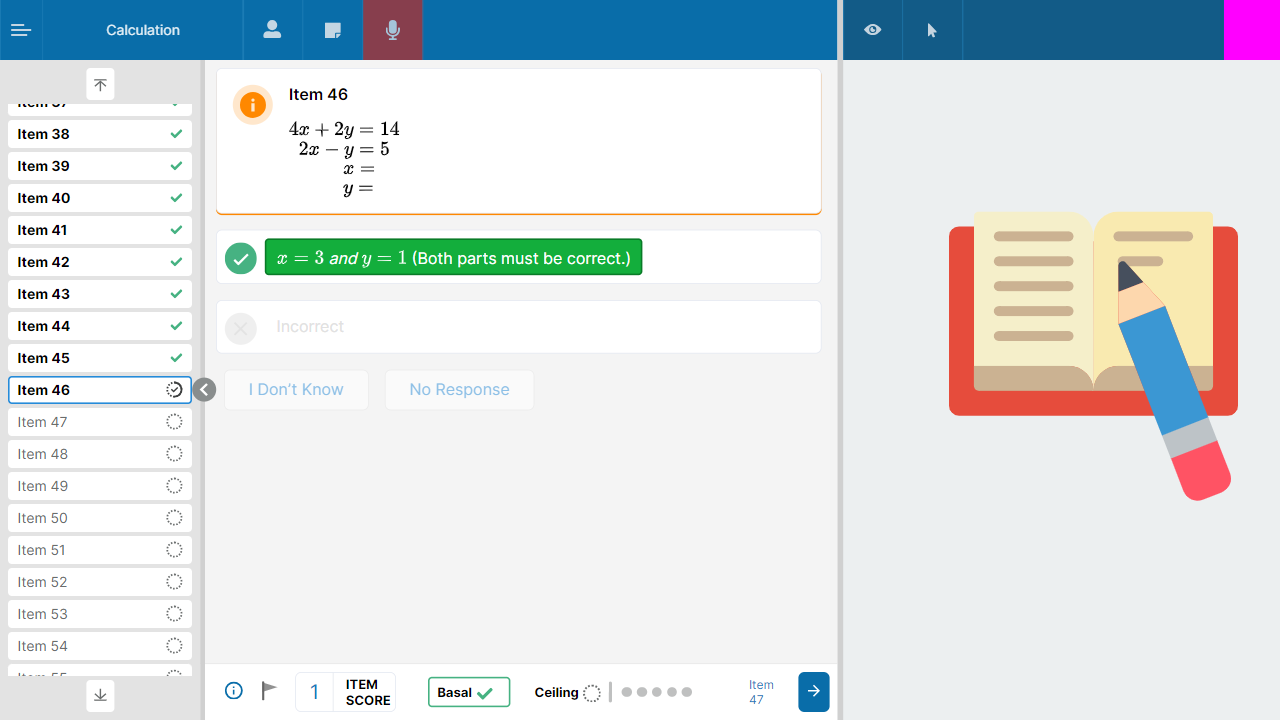 Calculation
Item 37
Item 38
Item 39
Item 40
Item 41
Item 42
Item 43
Item 44
Item 45
Item 46
Item 47
Item 48
Item 49
Item 50
Item 51
Item 52
Item 53
Item 54
Item 46
4x + 2y = 14
2x − y = 5
x =
y =
x = 3 and y = 1 (Both parts must be correct.)
Incorrect
I Don’t Know
No Response
1 ITEM
SCORE
Basal
Ceiling
Item
47